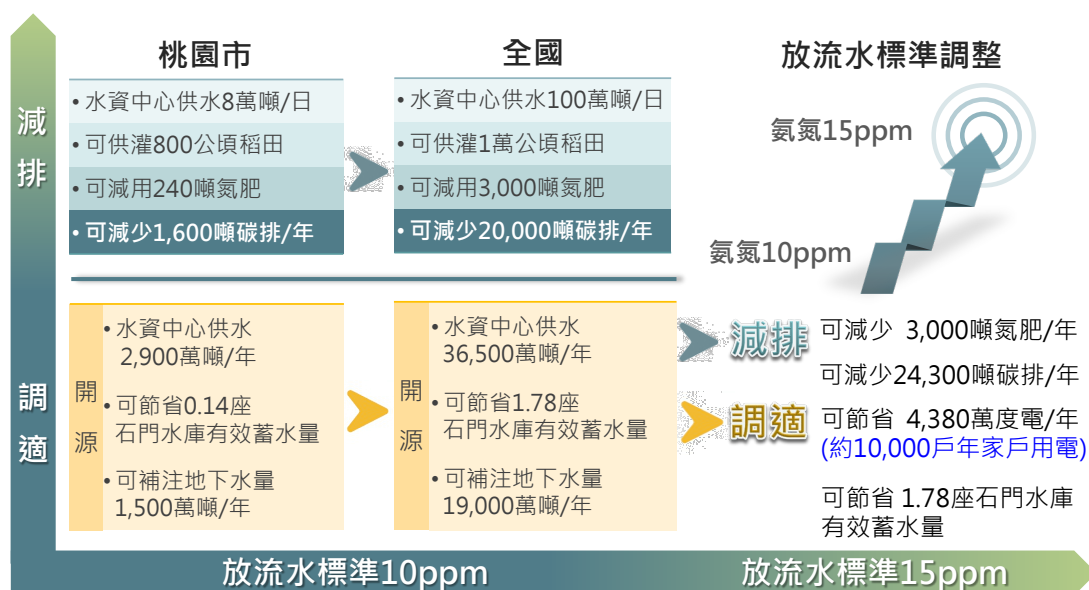 減排
桃園市
• 水資中心供水8萬噸/日
• 可供灌800公頃稻田
• 可減用240噸氮肥
• 可減少1,600噸碳排/年
全國
• 水資中心供水100萬噸/日
• 可供灌1萬公頃稻田
• 可減用3,000噸氮肥
• 可減少20,000噸碳排/年
放流水標準調整
氨氮15ppm
氨氮10ppm
調適
開源
• 水資中心供水
2,900萬噸/年
• 可節省0.14座
石門水庫有效蓄水量
• 可補注地下水量
1,500萬噸/年
開源
• 水資中心供水
36,500萬噸/年
• 可節省1.78座
石門水庫有效蓄水量
• 可補注地下水量
19,000萬噸/年
減排
調適
可減少 3,000噸氮肥/年
可減少24,300噸碳排/年
可節省 4,380萬度電/年
(約10,000戶年家戶用電)
可節省 1.78座石門水庫
有效蓄水量
放流水標準10ppm
放流水標準15ppm